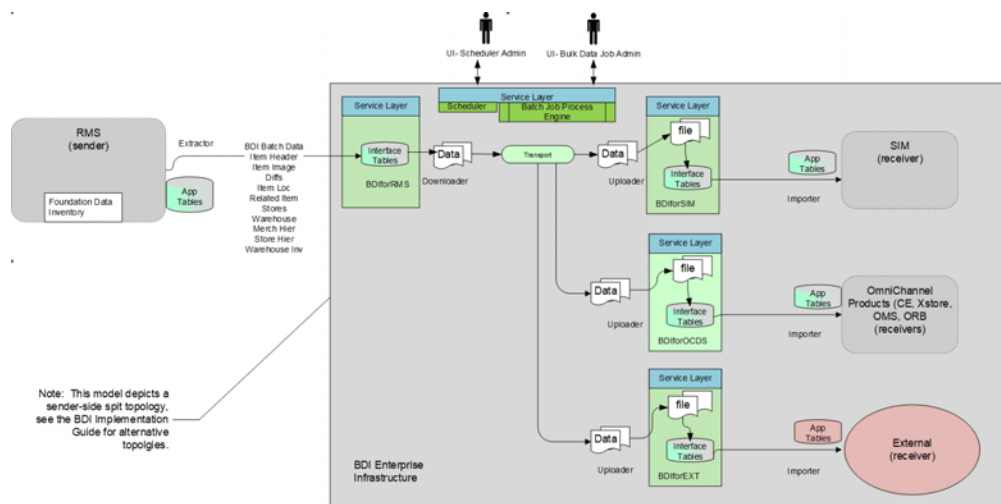 UI- Scheduler Admin
UI- Bulk Data Job Admin
Service Layer
Scheduler
Batch Job Process
Engine
RMS
(sender)
Foundation Data
Inventory
Extractor
App
Tables
BDI Batch Data
Item Header
Item Image
Diffs
Item Loc
Related Item
Stores
Warehouse
Merch Hier
Store Hier
Warehouse Inv
Service Layer
Interface
Tables
BDIforRMS
Data
Downloader
Transport
Data
Uploader
Service Layer
file
Interface
Tables
BDIforSIM
App
Tables
Importer
SIM
(receiver)
Data
Uploader
Service Layer
file
Interface
Tables
BDIforOCDS
App
Tables
Importer
OmniChannel
Products (CE, Xstore,
OMS, ORB
(receivers)
Data
Uploader
Service Layer
file
Interface
Tables
BDIforEXT
App
Tables
Importer
External
(receiver)
Note: This model depicts a
sender-side spit topology,
see the BDI Implementation
Guide for alternative
topolgies.
BDI Enterprise
Infrastructure